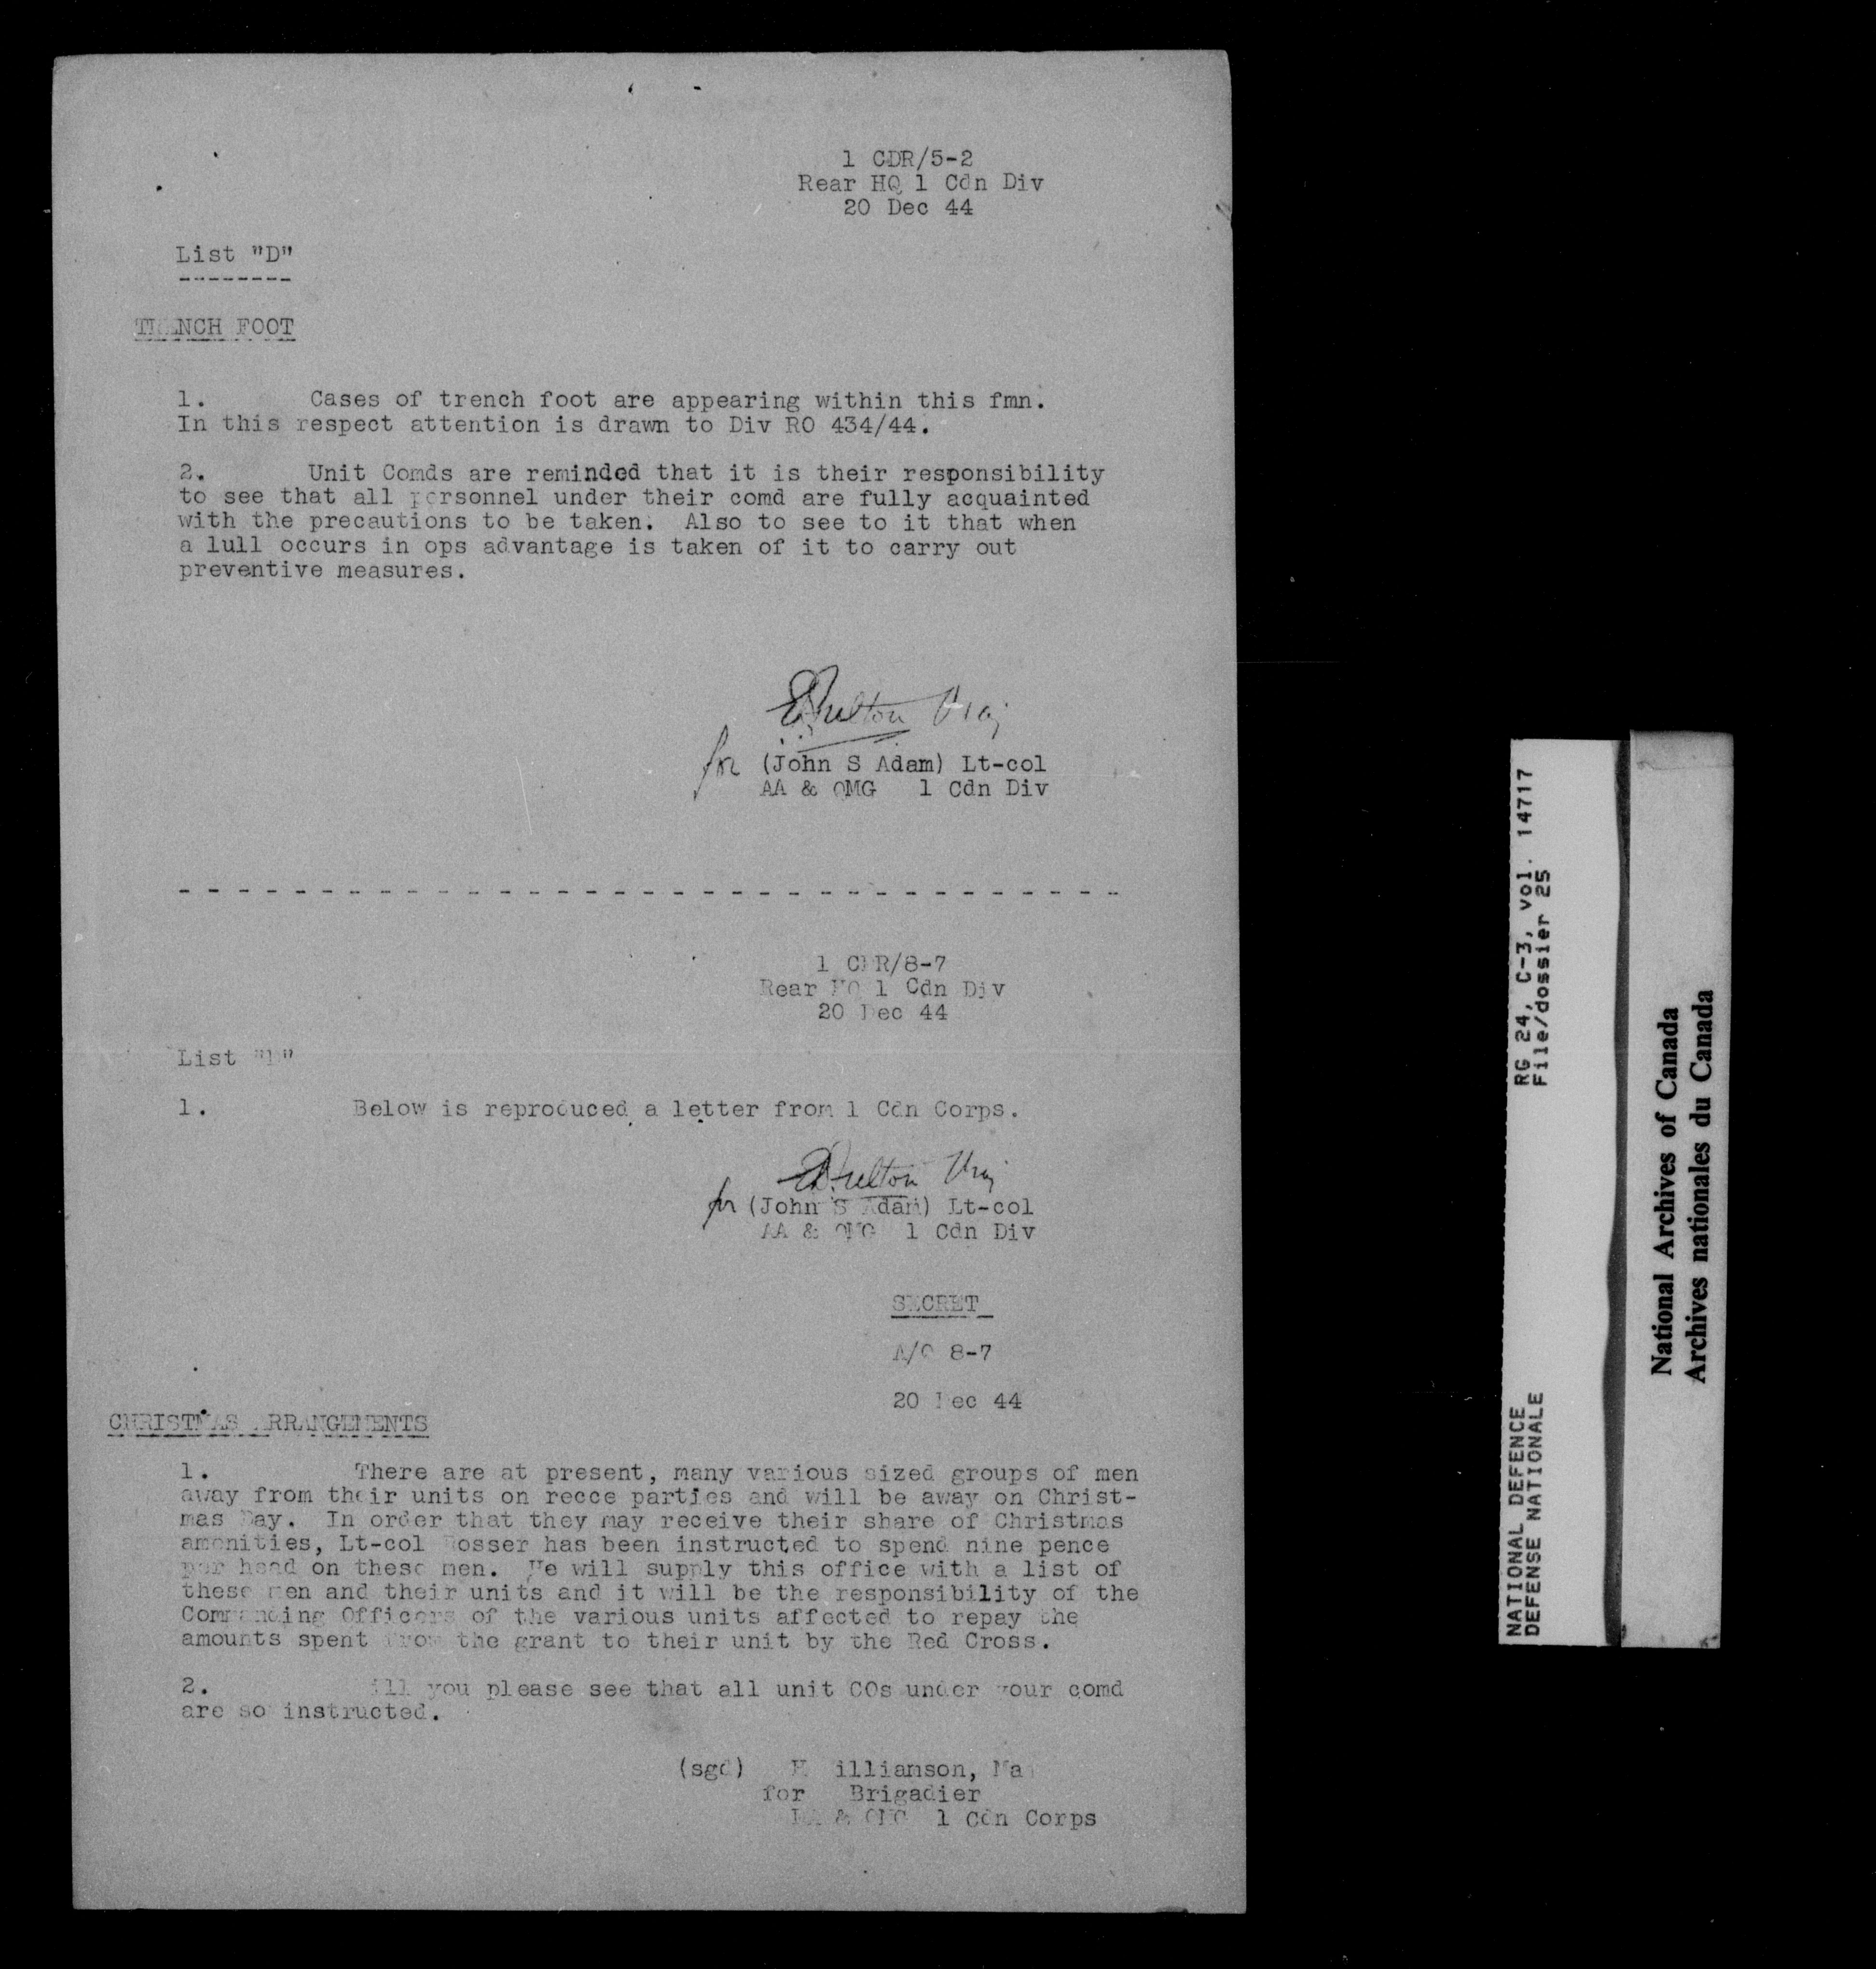 1 CDR/5-2
Rear HQ 1 Cdn Div
20 Dec 44
List "D"
TRENCH FOOT
1. Cases of trench foot are appearing within this fmn.
In this respect attention is drawn to Div RO 434/44.
2. Unit Comds are reminded that it is their responsibility
to see that all personnel under their comd are fully acquainted
with the precautions to be taken. Also to see to it that when
a lull occurs in ops advantage is taken of it to carry out
preventive measures.
Maj
for (John S Adam) Lt-col
AA & QMG 1 Cdn Div
1 CDR/8-7
Rear HQ 1 Cdn Div
20 Dec 44
List
1. Below is reproduced a letter from 1 Cdn Corps.
Maj
for (John S Adam) Lt-col
AA & QMG 1 Cdn Div
SECRET
A/Q 8-7
20 Dec 44
CHRISTMAS ARRANGEMENTS
1. There are at present, many various sized groups of men
away from their units on recce parties and will be away on Christ-
mas Day. In order that they may receive their share of Christmas
amenities, Lt-col has been instructed to spend nine pence
per head on these men. He will supply this office with a list of
these men and their units and it will be the responsibility of the
Commanding Officers of the various units affected to repay the
amounts spent from the grant to their unit by the Red Cross.
2. Will you please see that all unit COs under your comd
are so instructed.
(sgd) Williamson, Maj
for Brigadier
DA & QMG 1 Cdn Corps
NATIONAL DEFENCE RG 24, C-3, vol. 14717
DEFENSE NATIONALE File/dossier 25
National Archives of Canada
Archives nationales du Canada